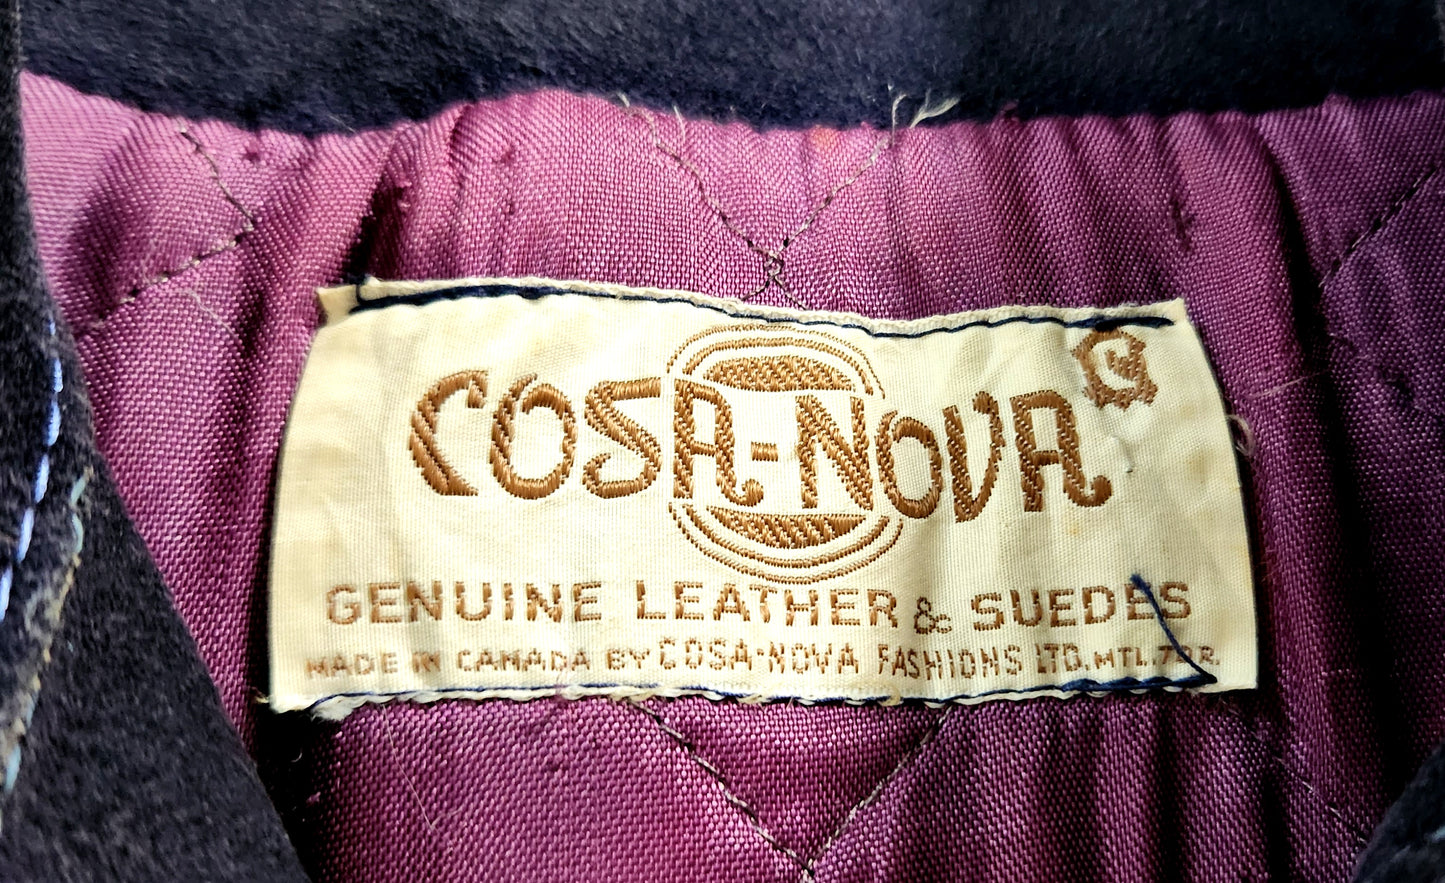 COSA-NOVA
GENUINE LEATHER & SUEDES
MADE IN CANADA BY COSA-NOVA FASHIONS LTD. MTL.